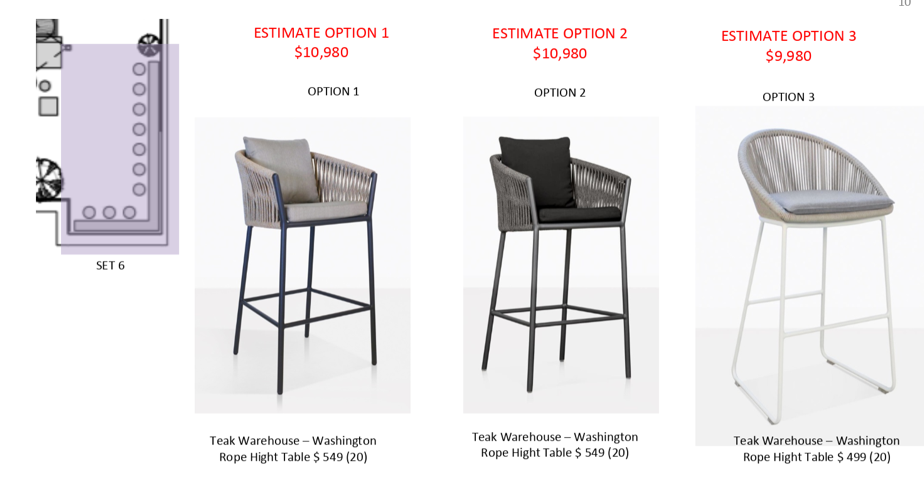 10
ESTIMATE OPTION 1
$10,980
ESTIMATE OPTION 2
$10,980
ESTIMATE OPTION 3
$9,980
OPTION 1
OPTION 2
OPTION 3
SET 6
Teak Warehouse – Washington
Rope Hight Table $ 549 (20)
Teak Warehouse – Washington
Rope Hight Table $ 549 (20)
Teak Warehouse – Washington
Rope Hight Table $ 499 (20)